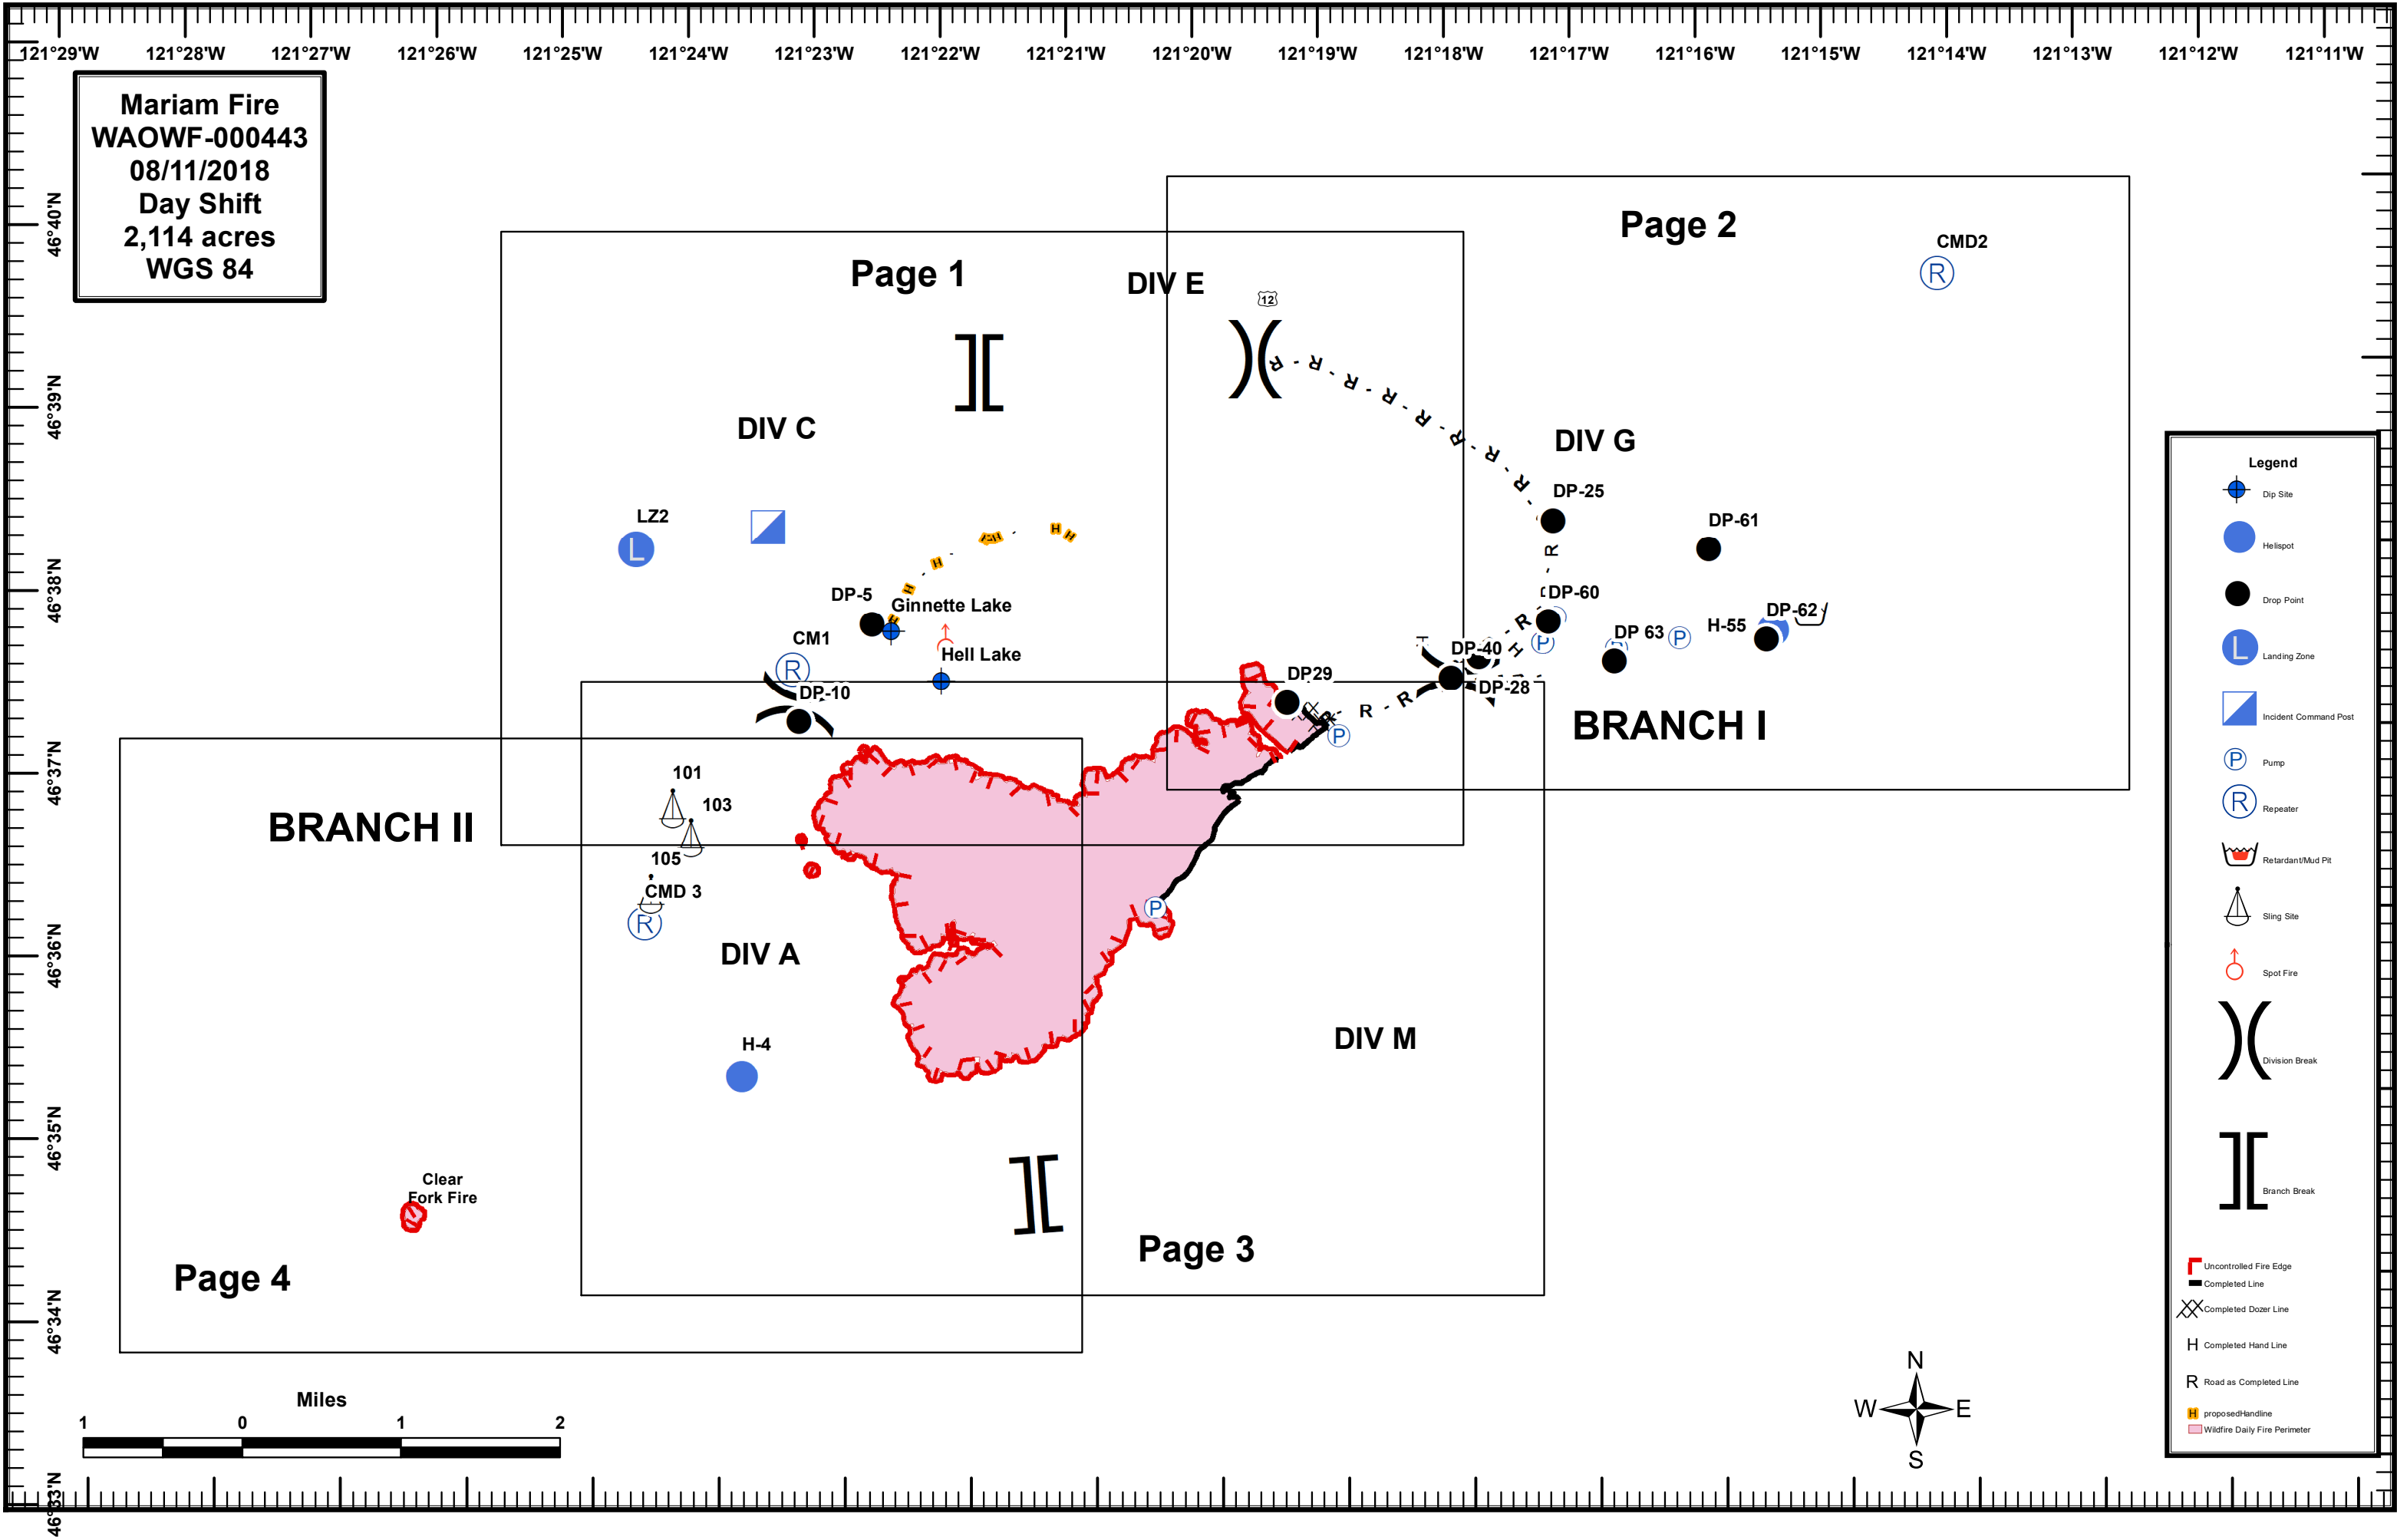 121°29'W 121°28'W 121°27'W 121°26'W 121°25'W 121°24'W 121°23'W 121°22'W 121°21'W 121°20'W 121°19'W 121°18'W 121°17'W 121°16'W 121°15'W 121°14'W 121°13'W 121°12'W 121°11'W
Mariam Fire
WAOWF-000443
08/11/2018
Day Shift
2,114 acres
WGS 84
46°40'N
46°39'N
46°38'N
46°37'N
46°36'N
46°35'N
46°34'N
46°33'N
Page 2
CMD2
R
Page 1
DIV E
12
R - R - R - R - R - R - R - R
DIV C
DIV G
DP-25
LZ2
L
DP-61
H
H
H
H
H
R
DP-5
Ginnette Lake
DP-60
R
H
P
DP-62
H-55
DP 63
P
CM1
R
Hell Lake
DP-40
DP-28
DP-10
DP29
R - R
P
BRANCH I
101
103
BRANCH II
105
CMD 3
R
P
DIV A
DIV M
H-4
Clear
Fork Fire
Page 3
Page 4
Miles
1 0 1 2
N
W E
S
Legend
Dip Site
Helispot
Drop Point
L Landing Zone
Incident Command Post
P Pump
R Repeater
Retardant/Mud Pit
Sling Site
Spot Fire
Division Break
Branch Break
Uncontrolled Fire Edge
Completed Line
Completed Dozer Line
H Completed Hand Line
R Road as Completed Line
H proposedHandline
Wildfire Daily Fire Perimeter